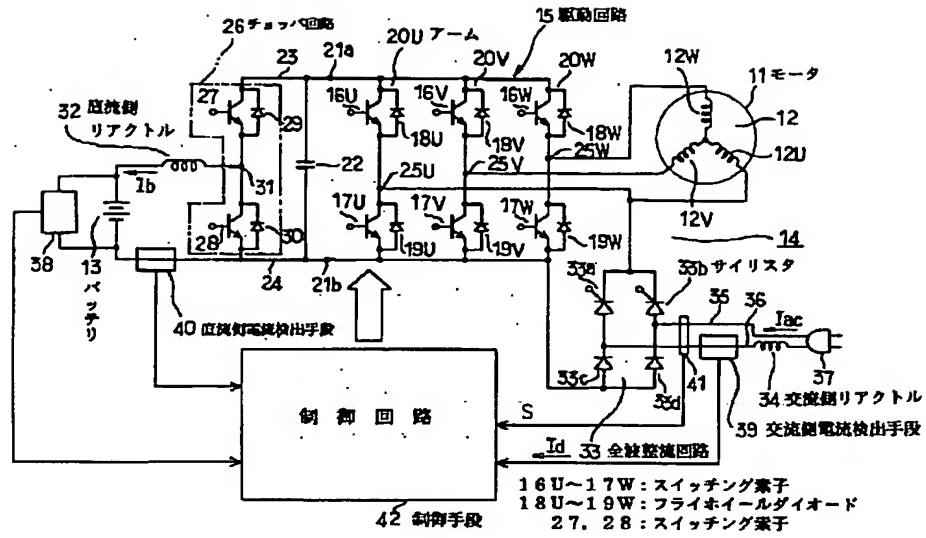 15 駆動回路
26 チョッパ回路
20U アーム
23
21a
20V
20W
12W
11 モータ
27
29
16U
16V
16W
32 直流側
リアクトル
18U
18V
18W
12
12U
22
25U
25V
25W
31
Ib
12V
17U
17V
17W
28
30
19U
19V
19W
14
38
13 バッテリ
24
21b
33a
33b サイリスタ
35
36
Iac
40 直流側電流検出手段
33c
33d
41
37
34 交流側リアクトル
制御回路
S
33 全波整流回路
39 交流側電流検出手段
Id
42 制御手段
16U~17W:スイッチング素子
18U~19W:フライホイールダイオード
27,28:スイッチング素子